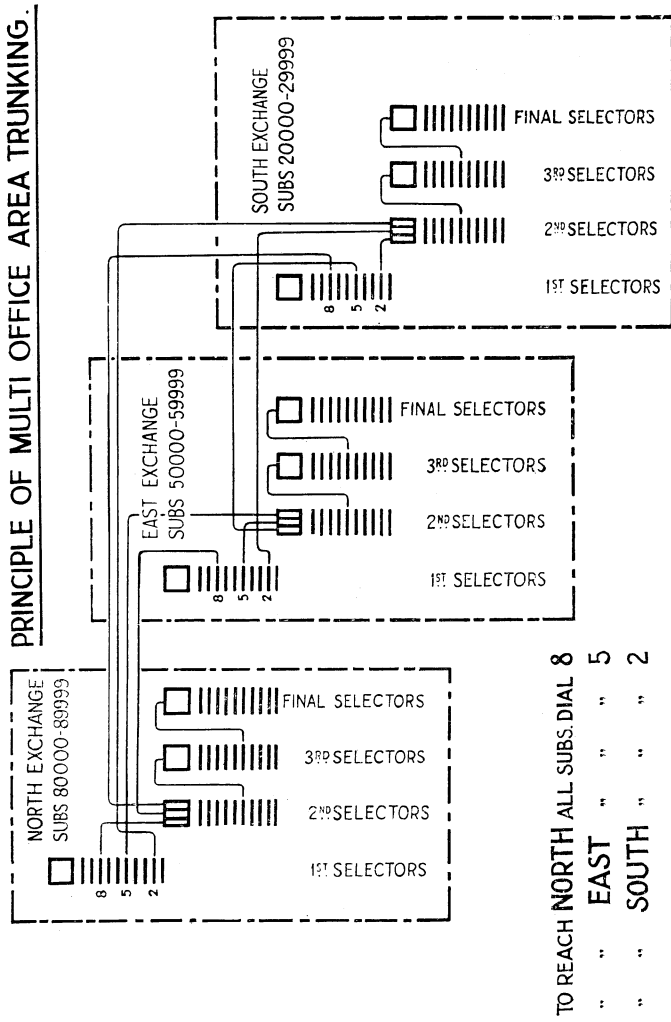 PRINCIPLE OF MULTI OFFICE AREA TRUNKING.
NORTH EXCHANGE
SUBS 80000-89999
8
5
2
1ST SELECTORS
2ND SELECTORS
3RD SELECTORS
FINAL SELECTORS
EAST EXCHANGE
SUBS 50000-59999
8
5
2
1ST SELECTORS
2ND SELECTORS
3RD SELECTORS
FINAL SELECTORS
SOUTH EXCHANGE
SUBS 20000-29999
8
5
2
1ST SELECTORS
2ND SELECTORS
3RD SELECTORS
FINAL SELECTORS
TO REACH NORTH ALL SUBS. DIAL 8
" " EAST " " " 5
" " SOUTH " " " 2